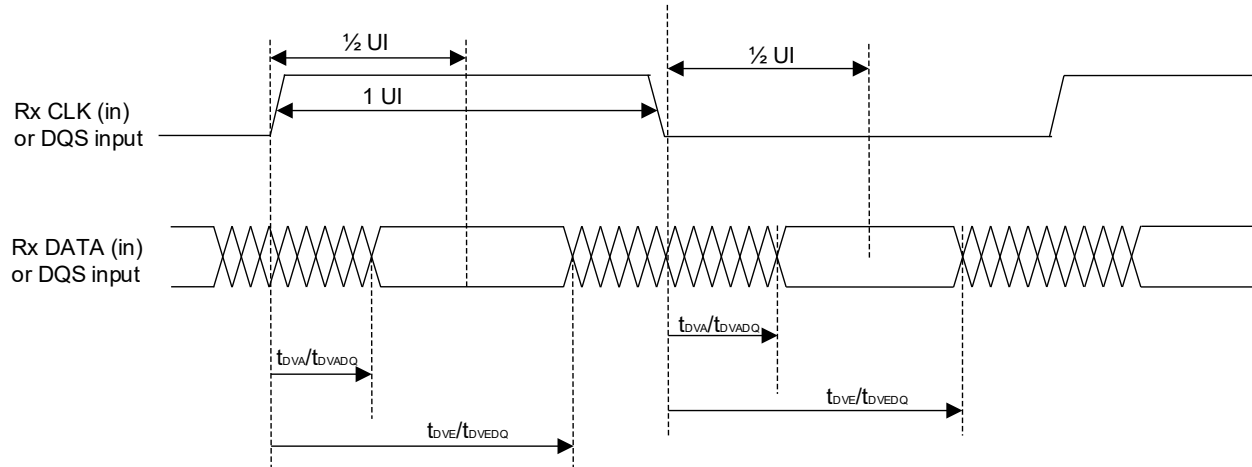 ½ UI
½ UI
1 UI
Rx CLK (in)
or DQS input
Rx DATA (in)
or DQS input
tDVA/tDVADQ
tDVA/tDVADQ
tDVE/tDVEDQ
tDVE/tDVEDQ